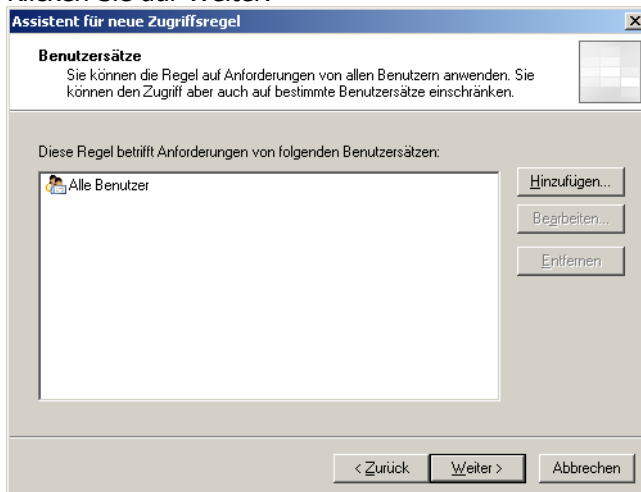 Klicken Sie auf Weiter.
Assistent für neue Zugriffsregel
Benutzersätze
Sie können die Regel auf Anforderungen von allen Benutzern anwenden. Sie
können den Zugriff aber auch auf bestimmte Benutzersätze einschränken.
Diese Regel betrifft Anforderungen von folgenden Benutzersätzen:
Alle Benutzer
Hinzufügen...
Bearbeiten...
Entfernen
< Zurück
Weiter >
Abbrechen